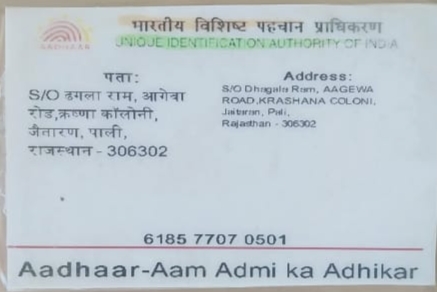 भारतीय विशिष्ट पहचान प्राधिकरण
UNIQUE IDENTIFICATION AUTHORITY OF INDIA
AADHAAR
पता:
S/O ढगला राम, आगेवा
रोड,क्रष्णा कॉलोनी,
जैतारण, पाली,
राजस्थान - 306302
Address:
S/O Dhagala Ram, AAGEWA
ROAD,KRASHANA COLONI,
Jaitaran, Pali,
Rajasthan - 306302
6185 7707 0501
Aadhaar-Aam Admi ka Adhikar